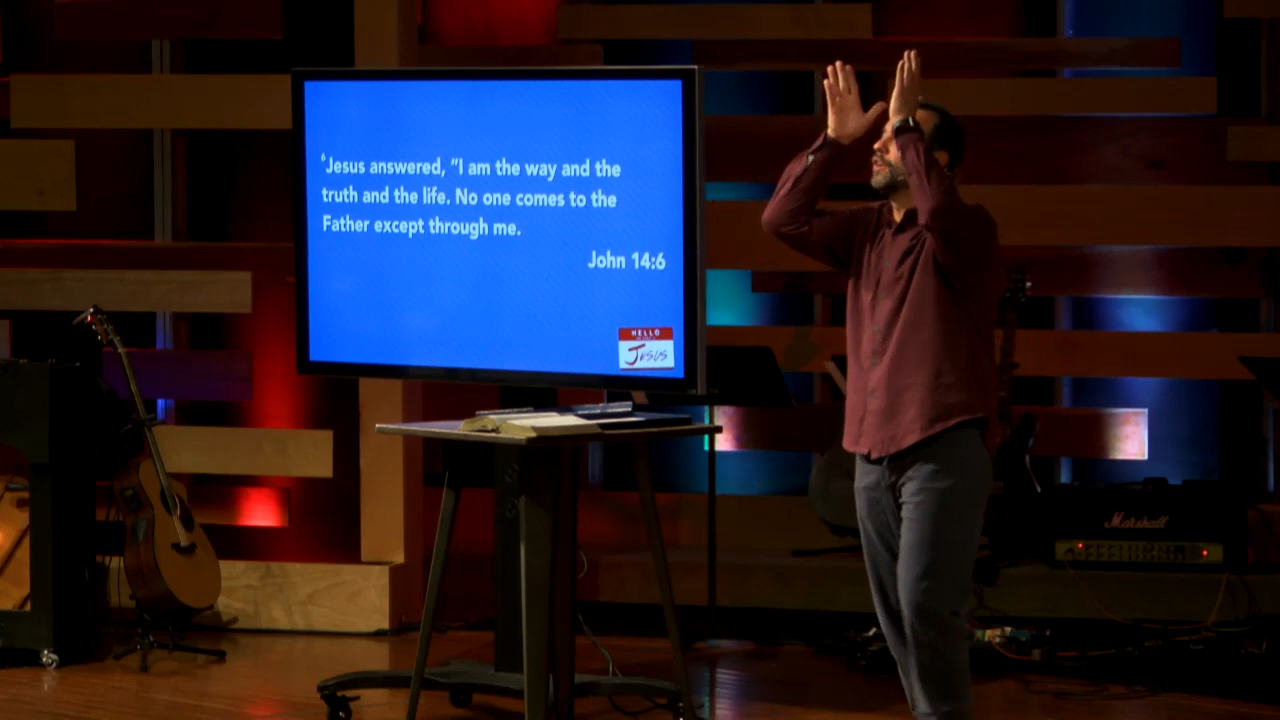 ⁶Jesus answered, "I am the way and the
truth and the life. No one comes to the
Father except through me.
John 14:6
HELLO
Jesus
Marshall